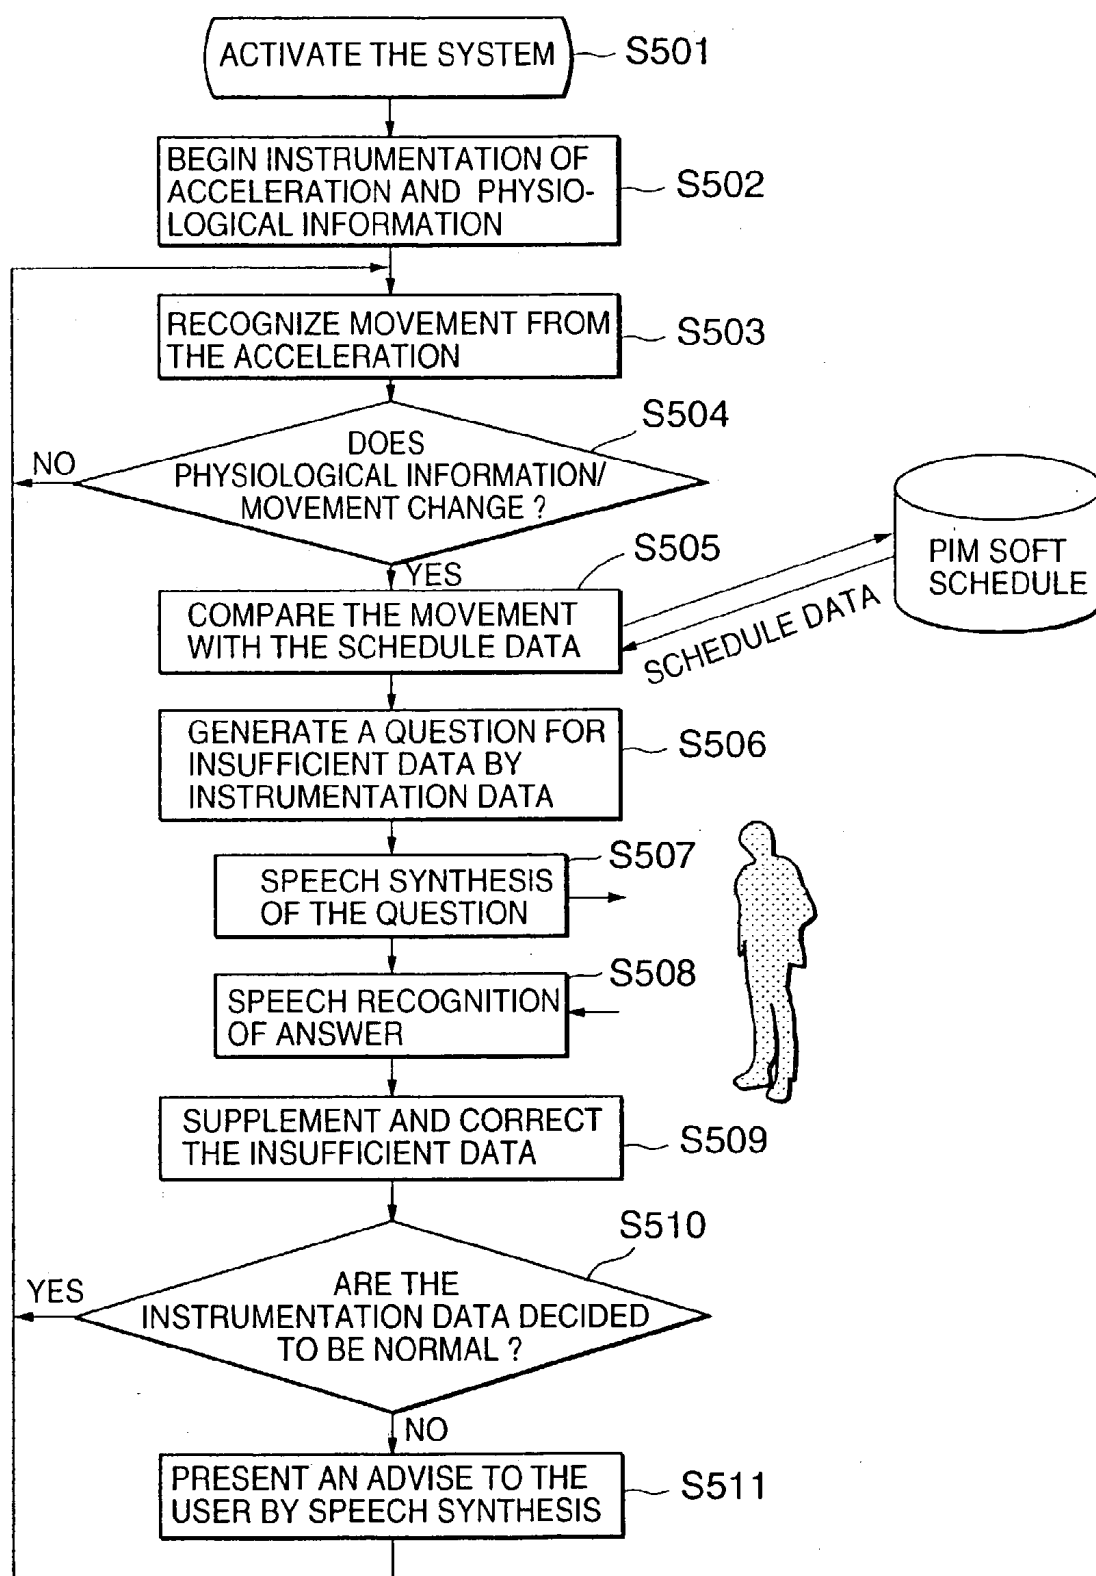 ACTIVATE THE SYSTEM
S501
BEGIN INSTRUMENTATION OF
ACCELERATION AND PHYSIO-
LOGICAL INFORMATION
S502
RECOGNIZE MOVEMENT FROM
THE ACCELERATION
S503
S504
DOES
PHYSIOLOGICAL INFORMATION/
MOVEMENT CHANGE ?
NO
YES
S505
COMPARE THE MOVEMENT
WITH THE SCHEDULE DATA
PIM SOFT
SCHEDULE
SCHEDULE DATA
GENERATE A QUESTION FOR
INSUFFICIENT DATA BY
INSTRUMENTATION DATA
S506
S507
SPEECH SYNTHESIS
OF THE QUESTION
S508
SPEECH RECOGNITION
OF ANSWER
SUPPLEMENT AND CORRECT
THE INSUFFICIENT DATA
S509
S510
YES
ARE THE
INSTRUMENTATION DATA DECIDED
TO BE NORMAL ?
NO
PRESENT AN ADVISE TO THE
USER BY SPEECH SYNTHESIS
S511